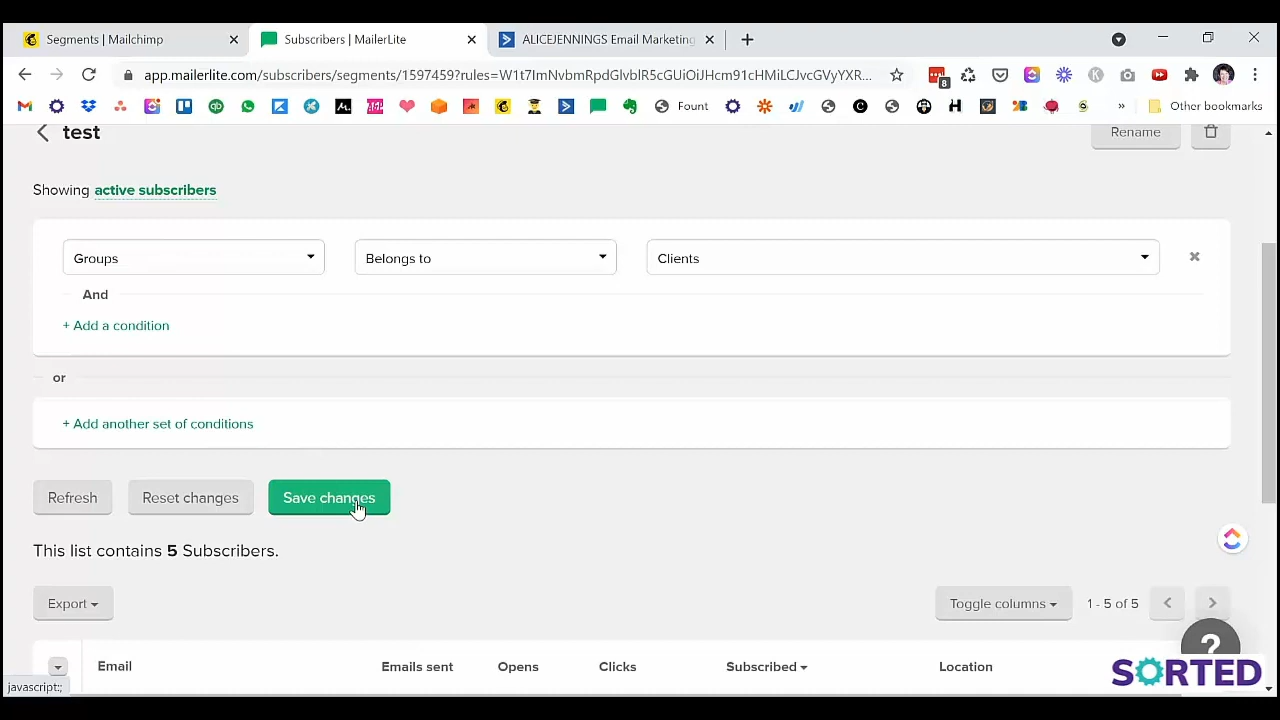 Segments | Mailchimp
Subscribers | MailerLite
ALICEJENNINGS Email Marketing
app.mailerlite.com/subscribers/segments/1597459?rules=W1t7ImNvbmRpdGlvblR5cGUiOiJHcm91cHMiLCJvcGVyYXR...
8
Fount
»
Other bookmarks
test
Rename
Showing active subscribers
Groups
Belongs to
Clients
And
+ Add a condition
or
+ Add another set of conditions
Refresh
Reset changes
Save changes
This list contains 5 Subscribers.
Export
Toggle columns
1 - 5 of 5
?
Email
Emails sent
Opens
Clicks
Subscribed
Location
SORTED
javascript:;